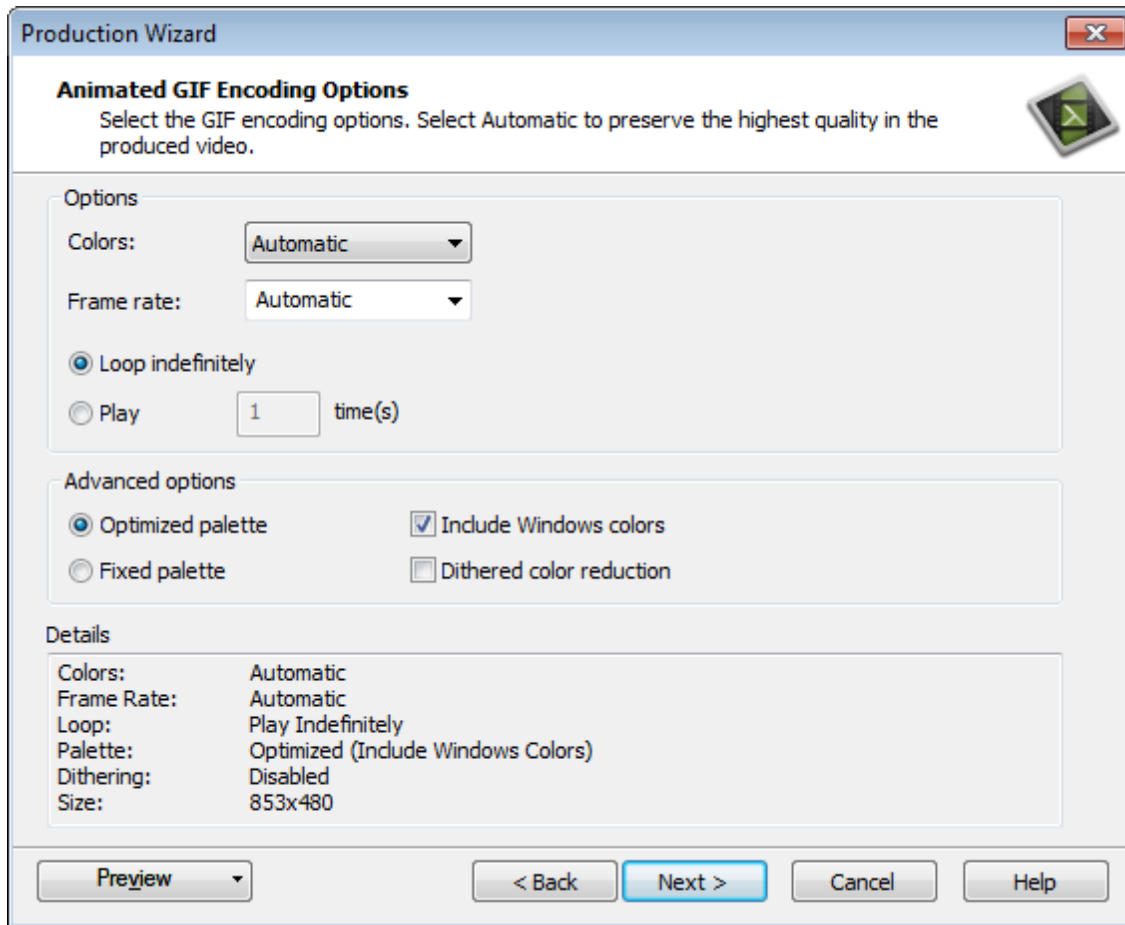 Production Wizard
Animated GIF Encoding Options
Select the GIF encoding options. Select Automatic to preserve the highest quality in the
produced video.
Options
Colors: Automatic
Frame rate: Automatic
Loop indefinitely
Play 1 time(s)
Advanced options
Optimized palette Include Windows colors
Fixed palette Dithered color reduction
Details
Colors: Automatic
Frame Rate: Automatic
Loop: Play Indefinitely
Palette: Optimized (Include Windows Colors)
Dithering: Disabled
Size: 853x480
Preview < Back Next > Cancel Help